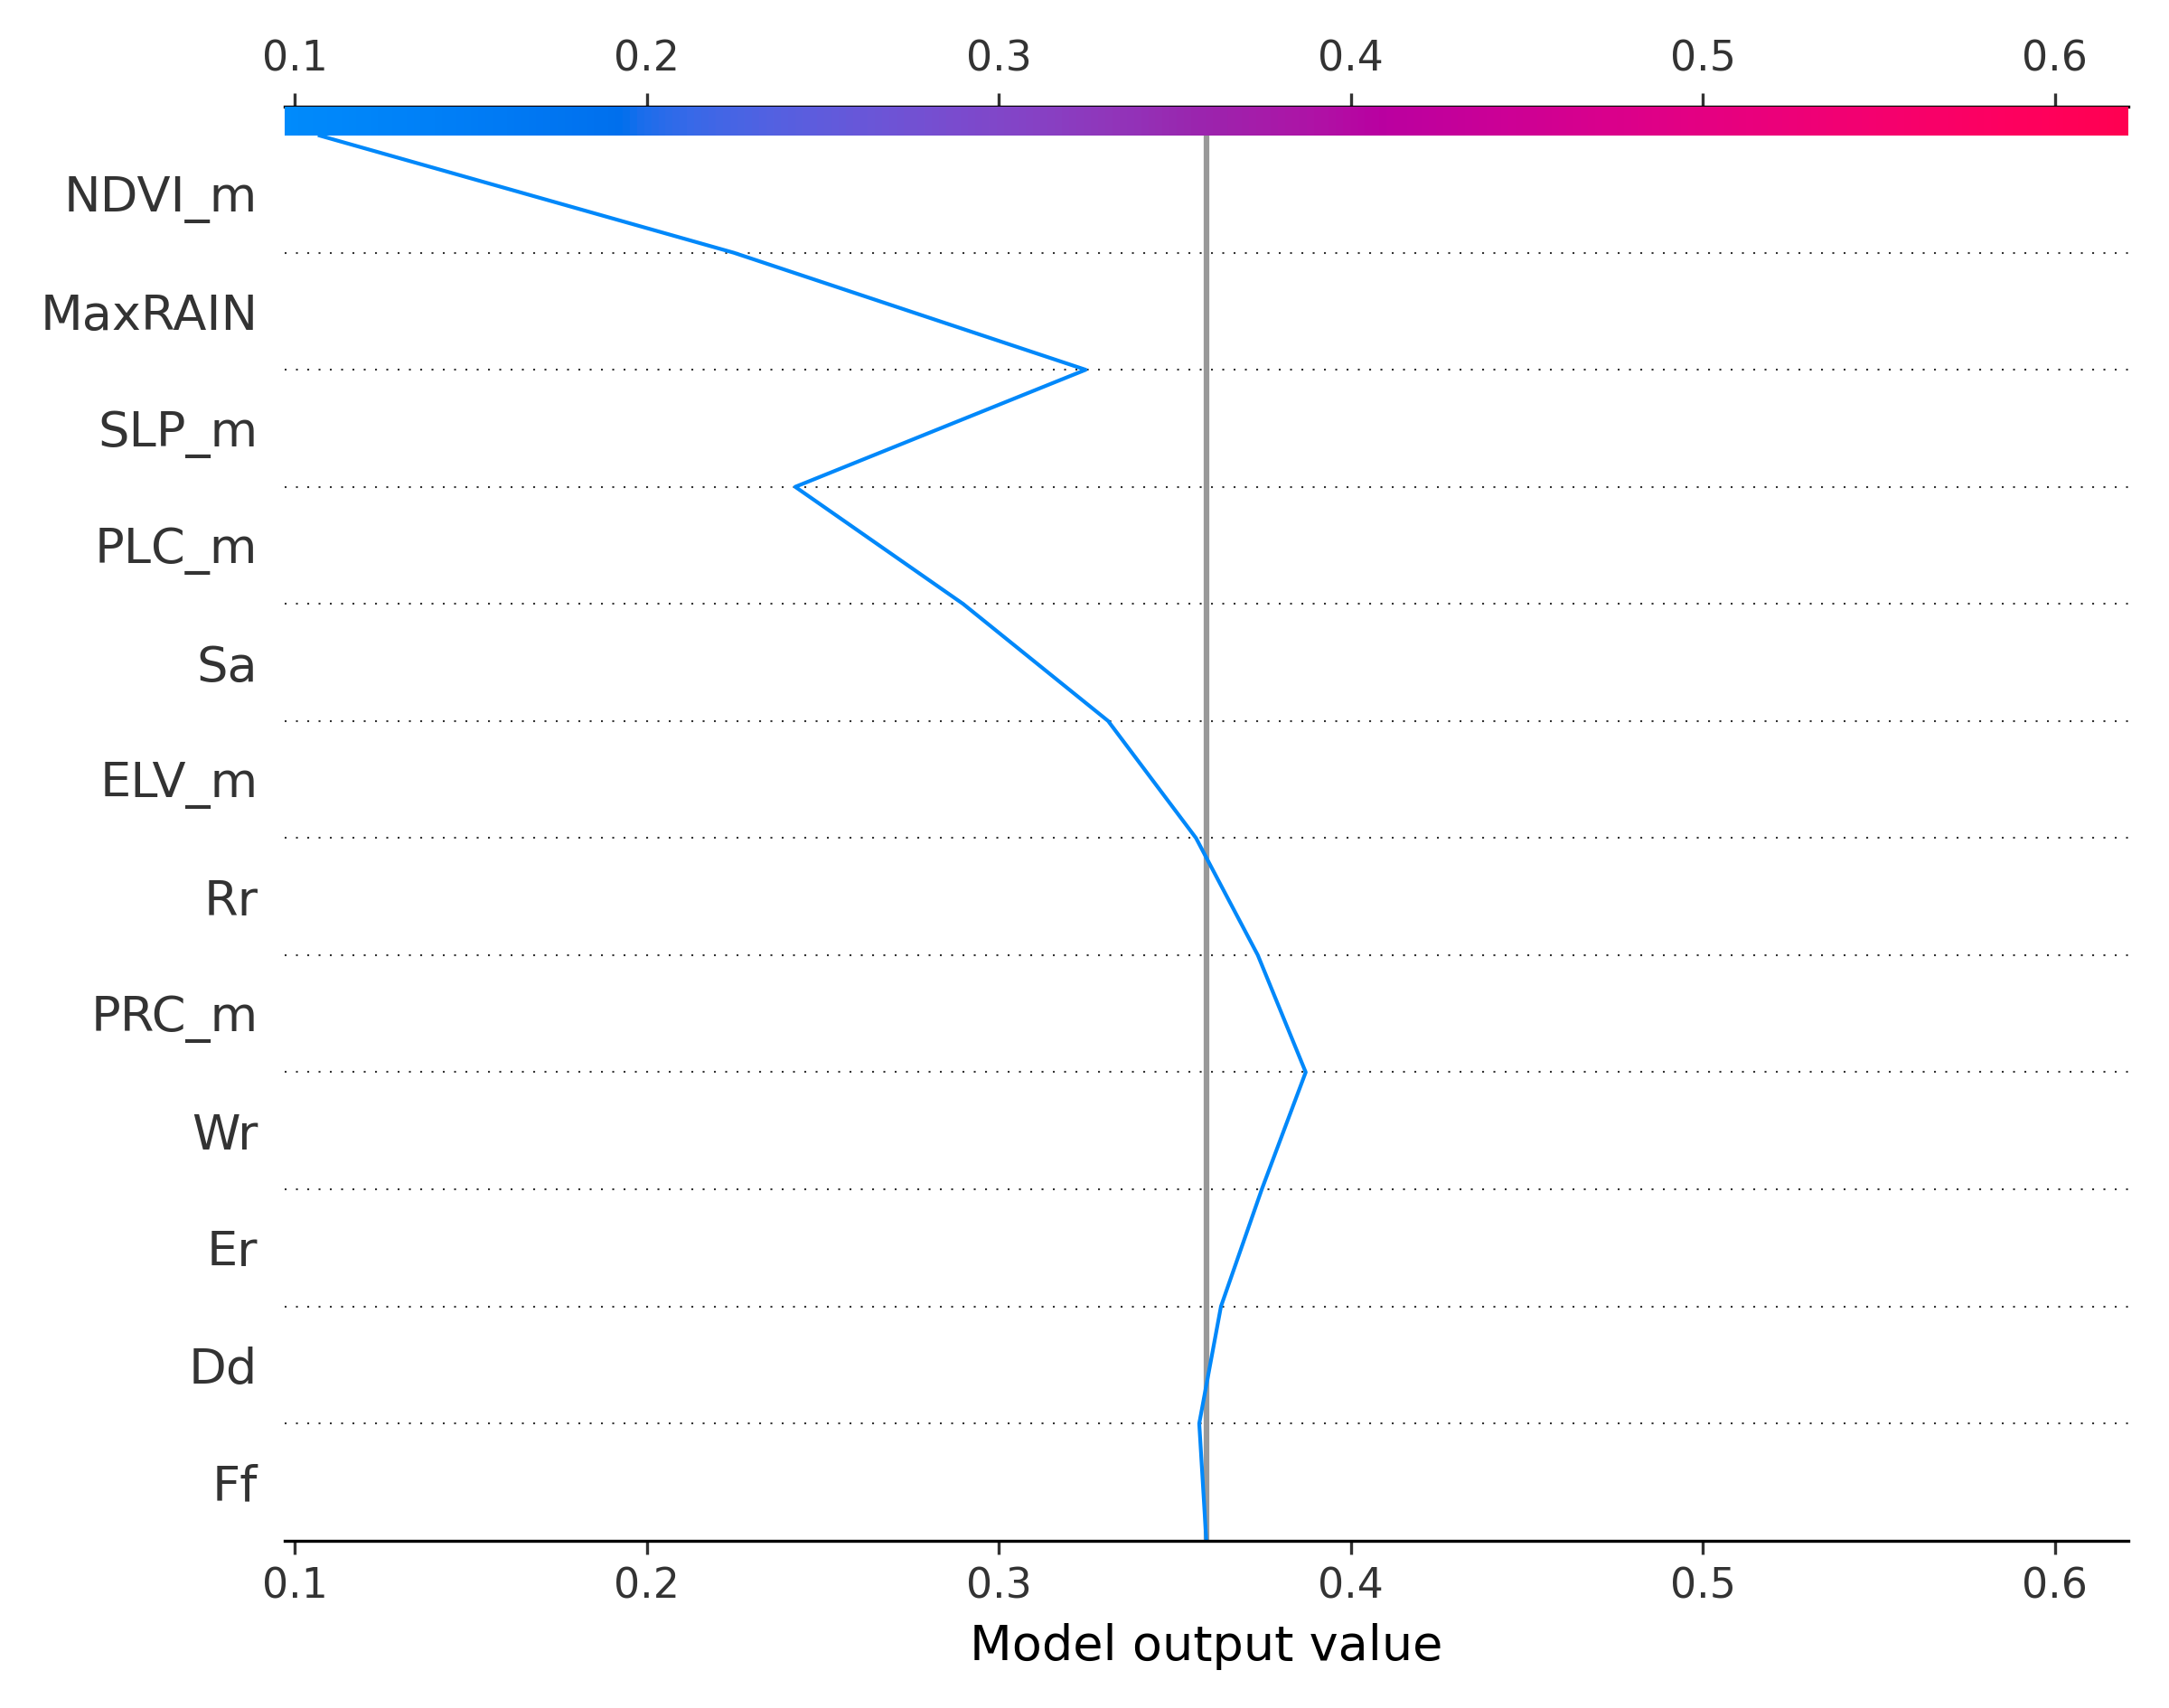 0.1 0.2 0.3 0.4 0.5 0.6
NDVI_m
MaxRAIN
SLP_m
PLC_m
Sa
ELV_m
Rr
PRC_m
Wr
Er
Dd
Ff
0.1 0.2 0.3 0.4 0.5 0.6
Model output value